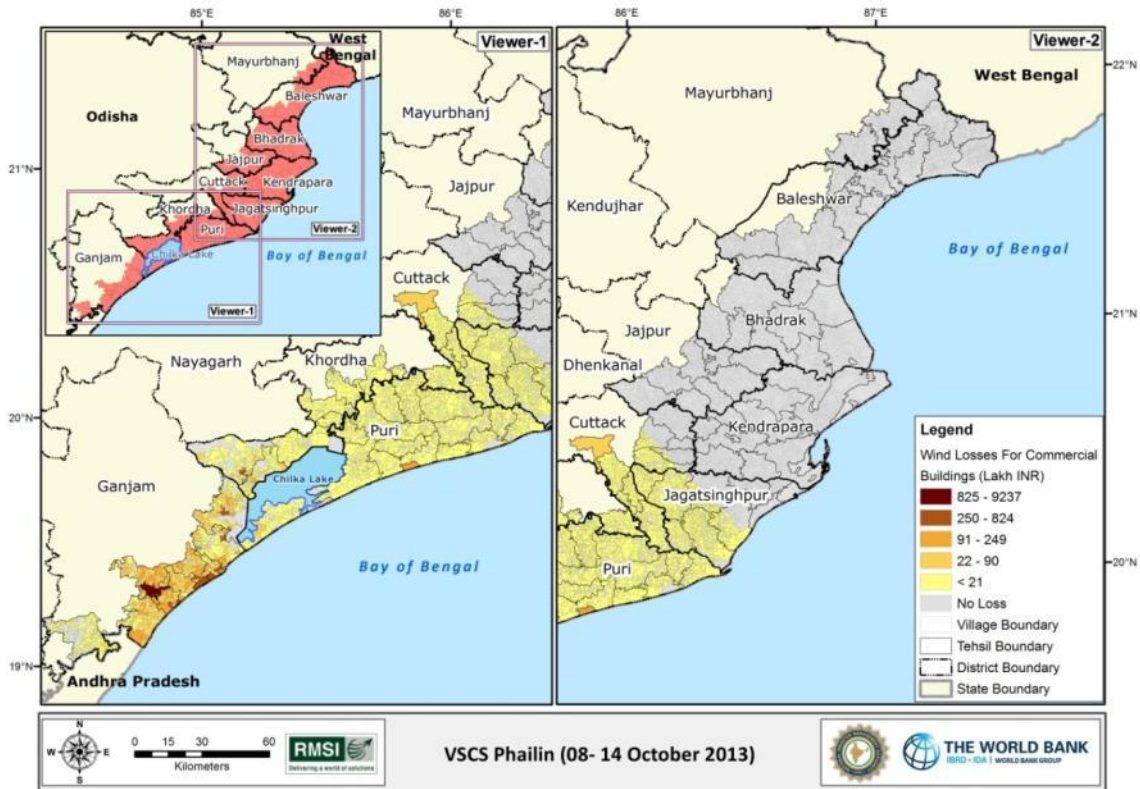 85°E
86°E
86°E
87°E
22°N
21°N
21°N
20°N
20°N
19°N
Viewer-1
West
Bengal
Mayurbhanj
Baleshwar
Odisha
Bhadrak
Jajpur
Cuttack
Kendrapara
Khordha
Jagatsinghpur
Puri
Viewer-2
Ganjam
Chilka Lake
Bay of Bengal
Viewer-1
Mayurbhanj
Jajpur
Cuttack
Nayagarh
Khordha
Puri
Ganjam
Chilka Lake
Bay of Bengal
Andhra Pradesh
Viewer-2
West Bengal
Mayurbhanj
Kendujhar
Baleshwar
Bay of Bengal
Bhadrak
Jajpur
Dhenkanal
Cuttack
Kendrapara
Jagatsinghpur
Puri
Legend
Wind Losses For Commercial
Buildings (Lakh INR)
825 - 9237
250 - 824
91 - 249
22 - 90
< 21
No Loss
Village Boundary
Tehsil Boundary
District Boundary
State Boundary
N
W E
S
0 15 30 60
Kilometers
RMSI
Delivering a world of solutions
VSCS Phailin (08- 14 October 2013)
THE WORLD BANK
IBRD • IDA | WORLD BANK GROUP